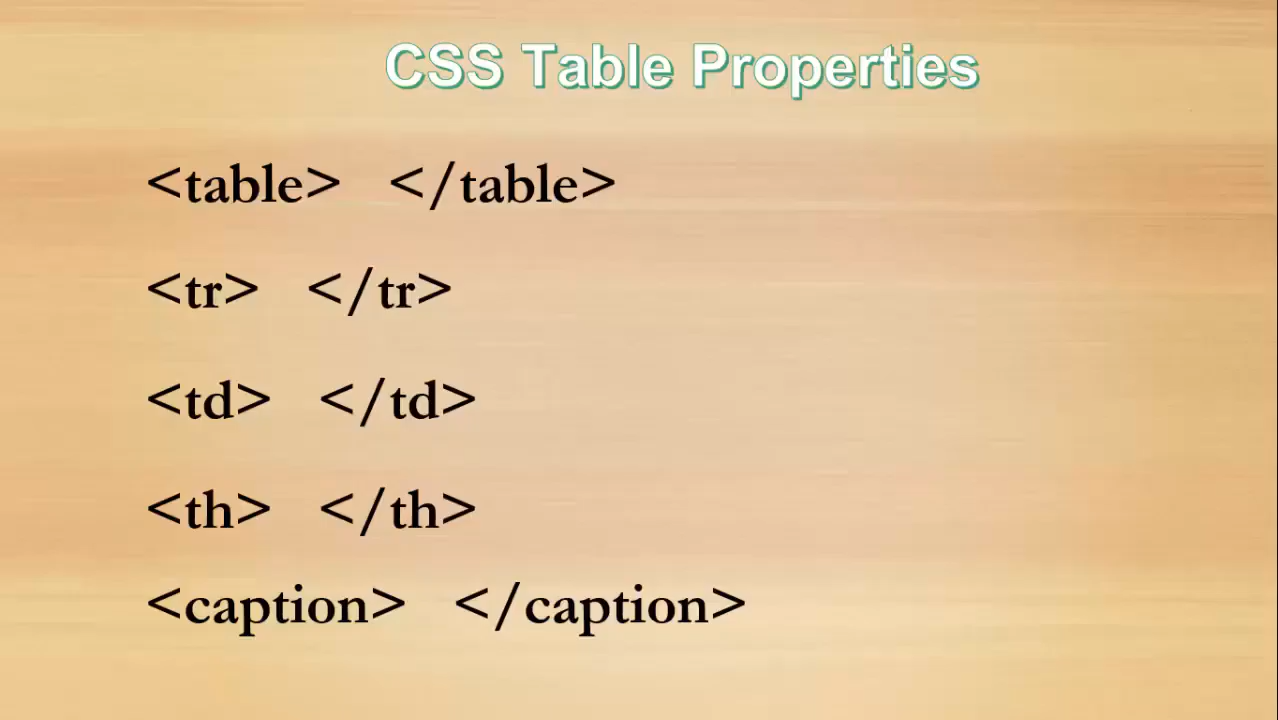 CSS Table Properties
<table> </table>
<tr> </tr>
<td> </td>
<th> </th>
<caption> </caption>